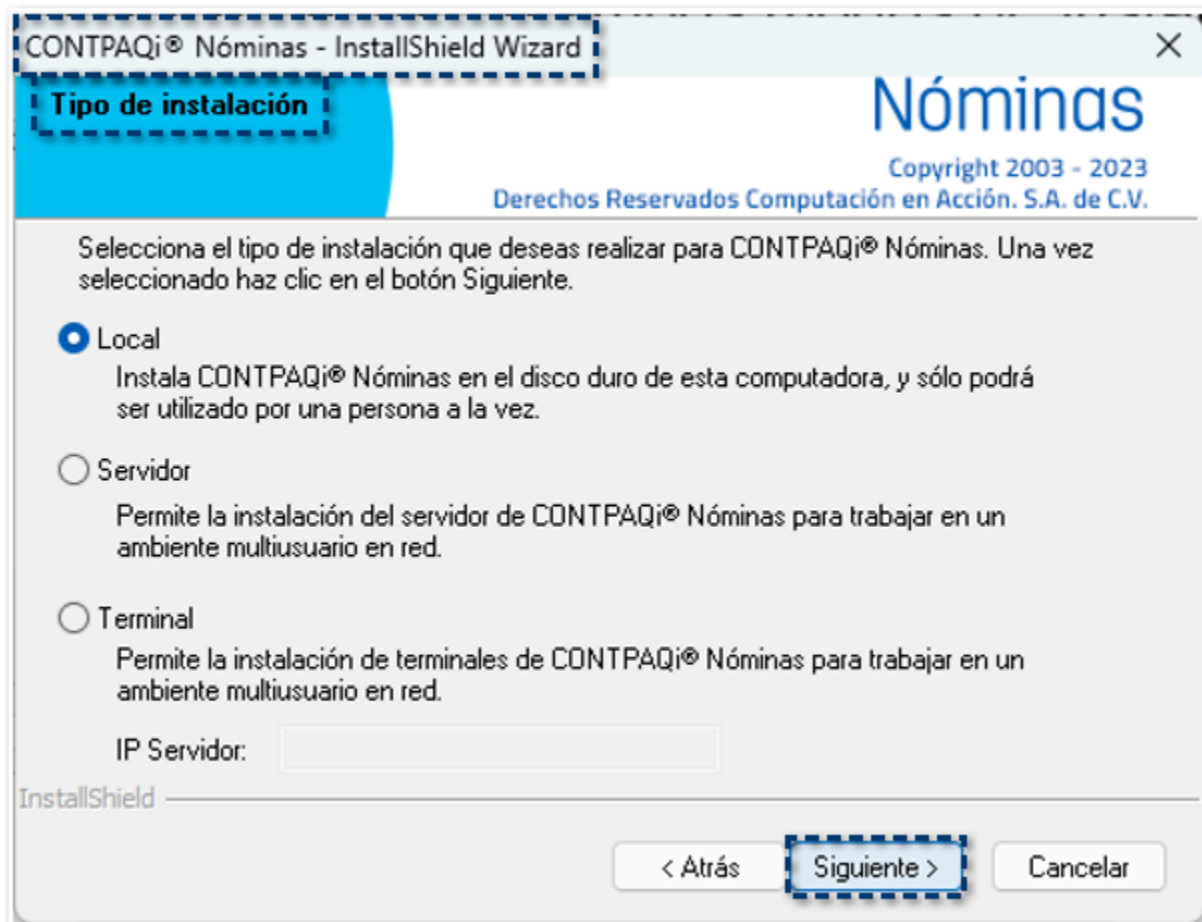 CONTPAQi® Nóminas - InstallShield Wizard
Tipo de instalación
Nóminas
Copyright 2003 - 2023
Derechos Reservados Computación en Acción. S.A. de C.V.
Selecciona el tipo de instalación que deseas realizar para CONTPAQi® Nóminas. Una vez
seleccionado haz clic en el botón Siguiente.
Local
Instala CONTPAQi® Nóminas en el disco duro de esta computadora, y sólo podrá
ser utilizado por una persona a la vez.
Servidor
Permite la instalación del servidor de CONTPAQi® Nóminas para trabajar en un
ambiente multiusuario en red.
Terminal
Permite la instalación de terminales de CONTPAQi® Nóminas para trabajar en un
ambiente multiusuario en red.
IP Servidor:
InstallShield
< Atrás Siguiente > Cancelar